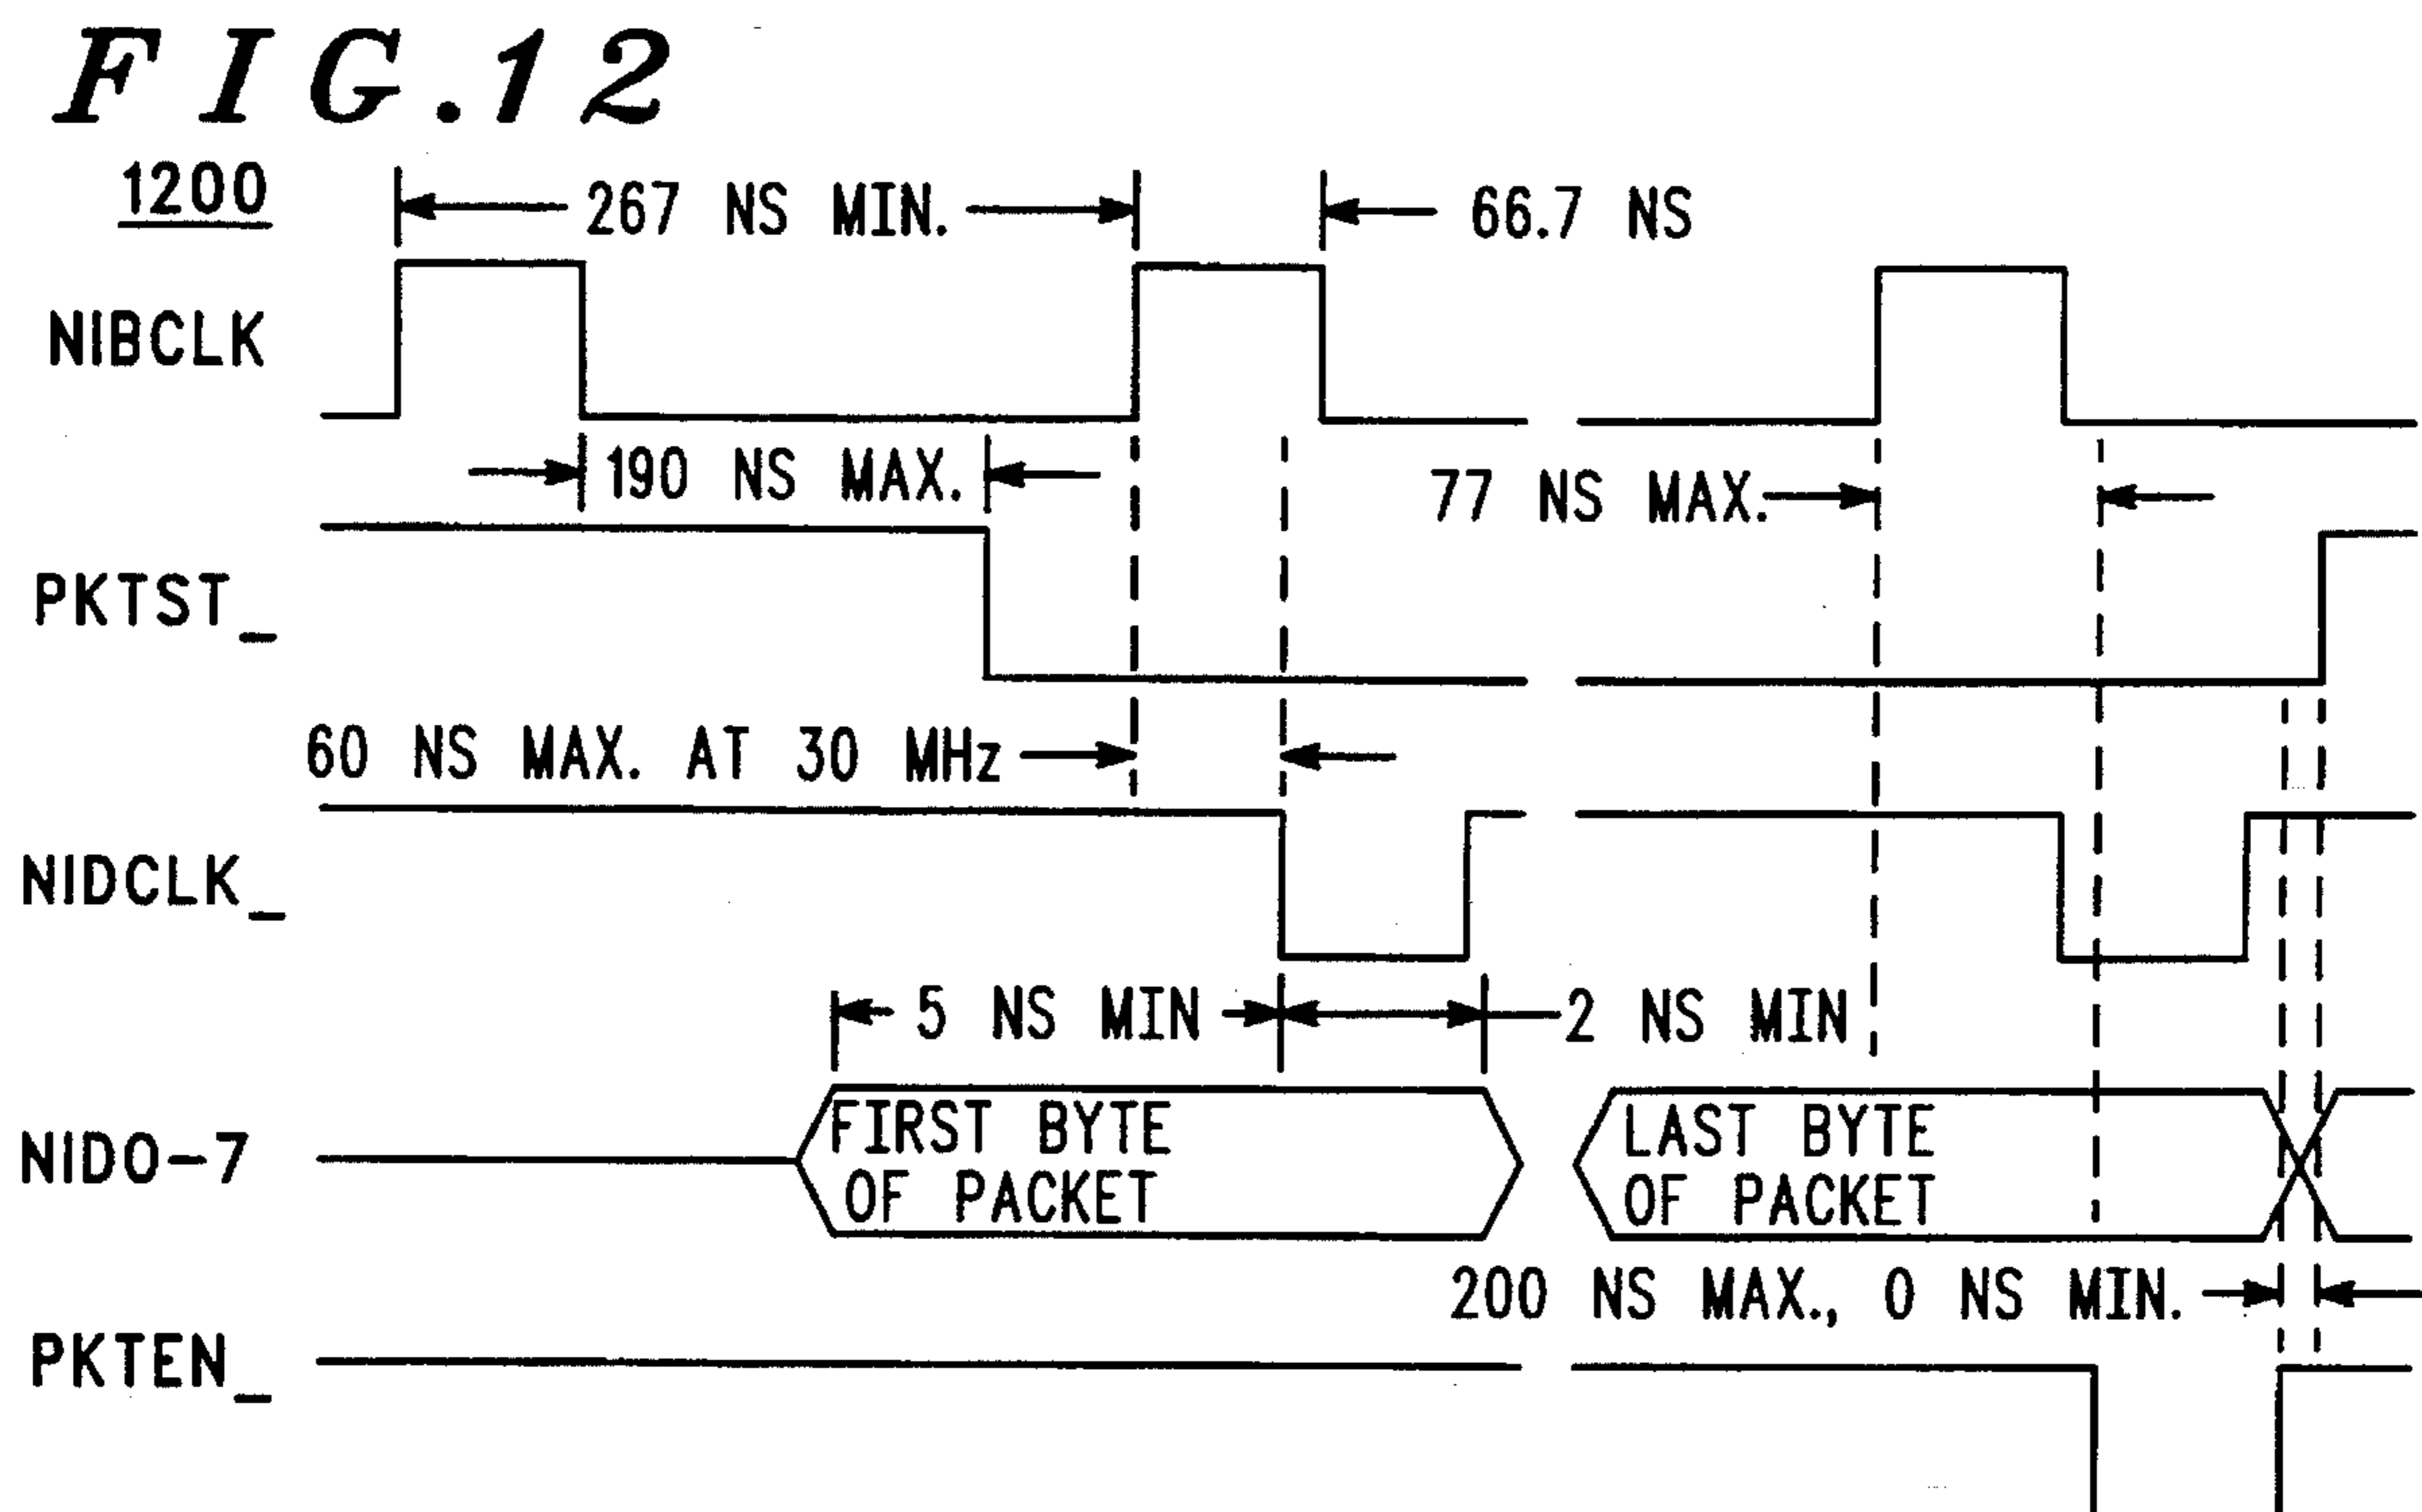 FIG.12
1200
267 NS MIN.
66.7 NS
NIBCLK
190 NS MAX.
77 NS MAX.
PKTST_
60 NS MAX. AT 30 MHz
NIDCLK_
5 NS MIN
2 NS MIN
NIDO-7
FIRST BYTE
OF PACKET
LAST BYTE
OF PACKET
200 NS MAX., 0 NS MIN.
PKTEN_